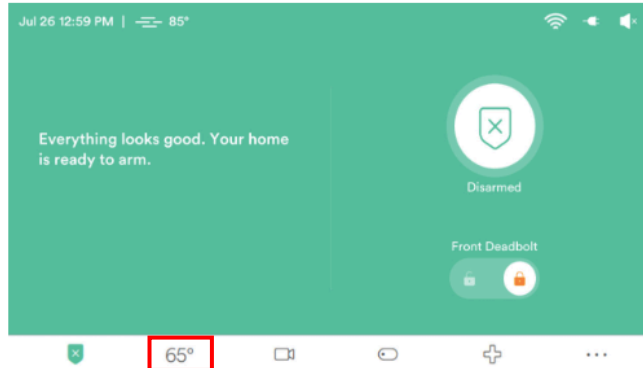 Jul 26 12:59 PM | 85°
Everything looks good. Your home
is ready to arm.
Disarmed
Front Deadbolt
65°